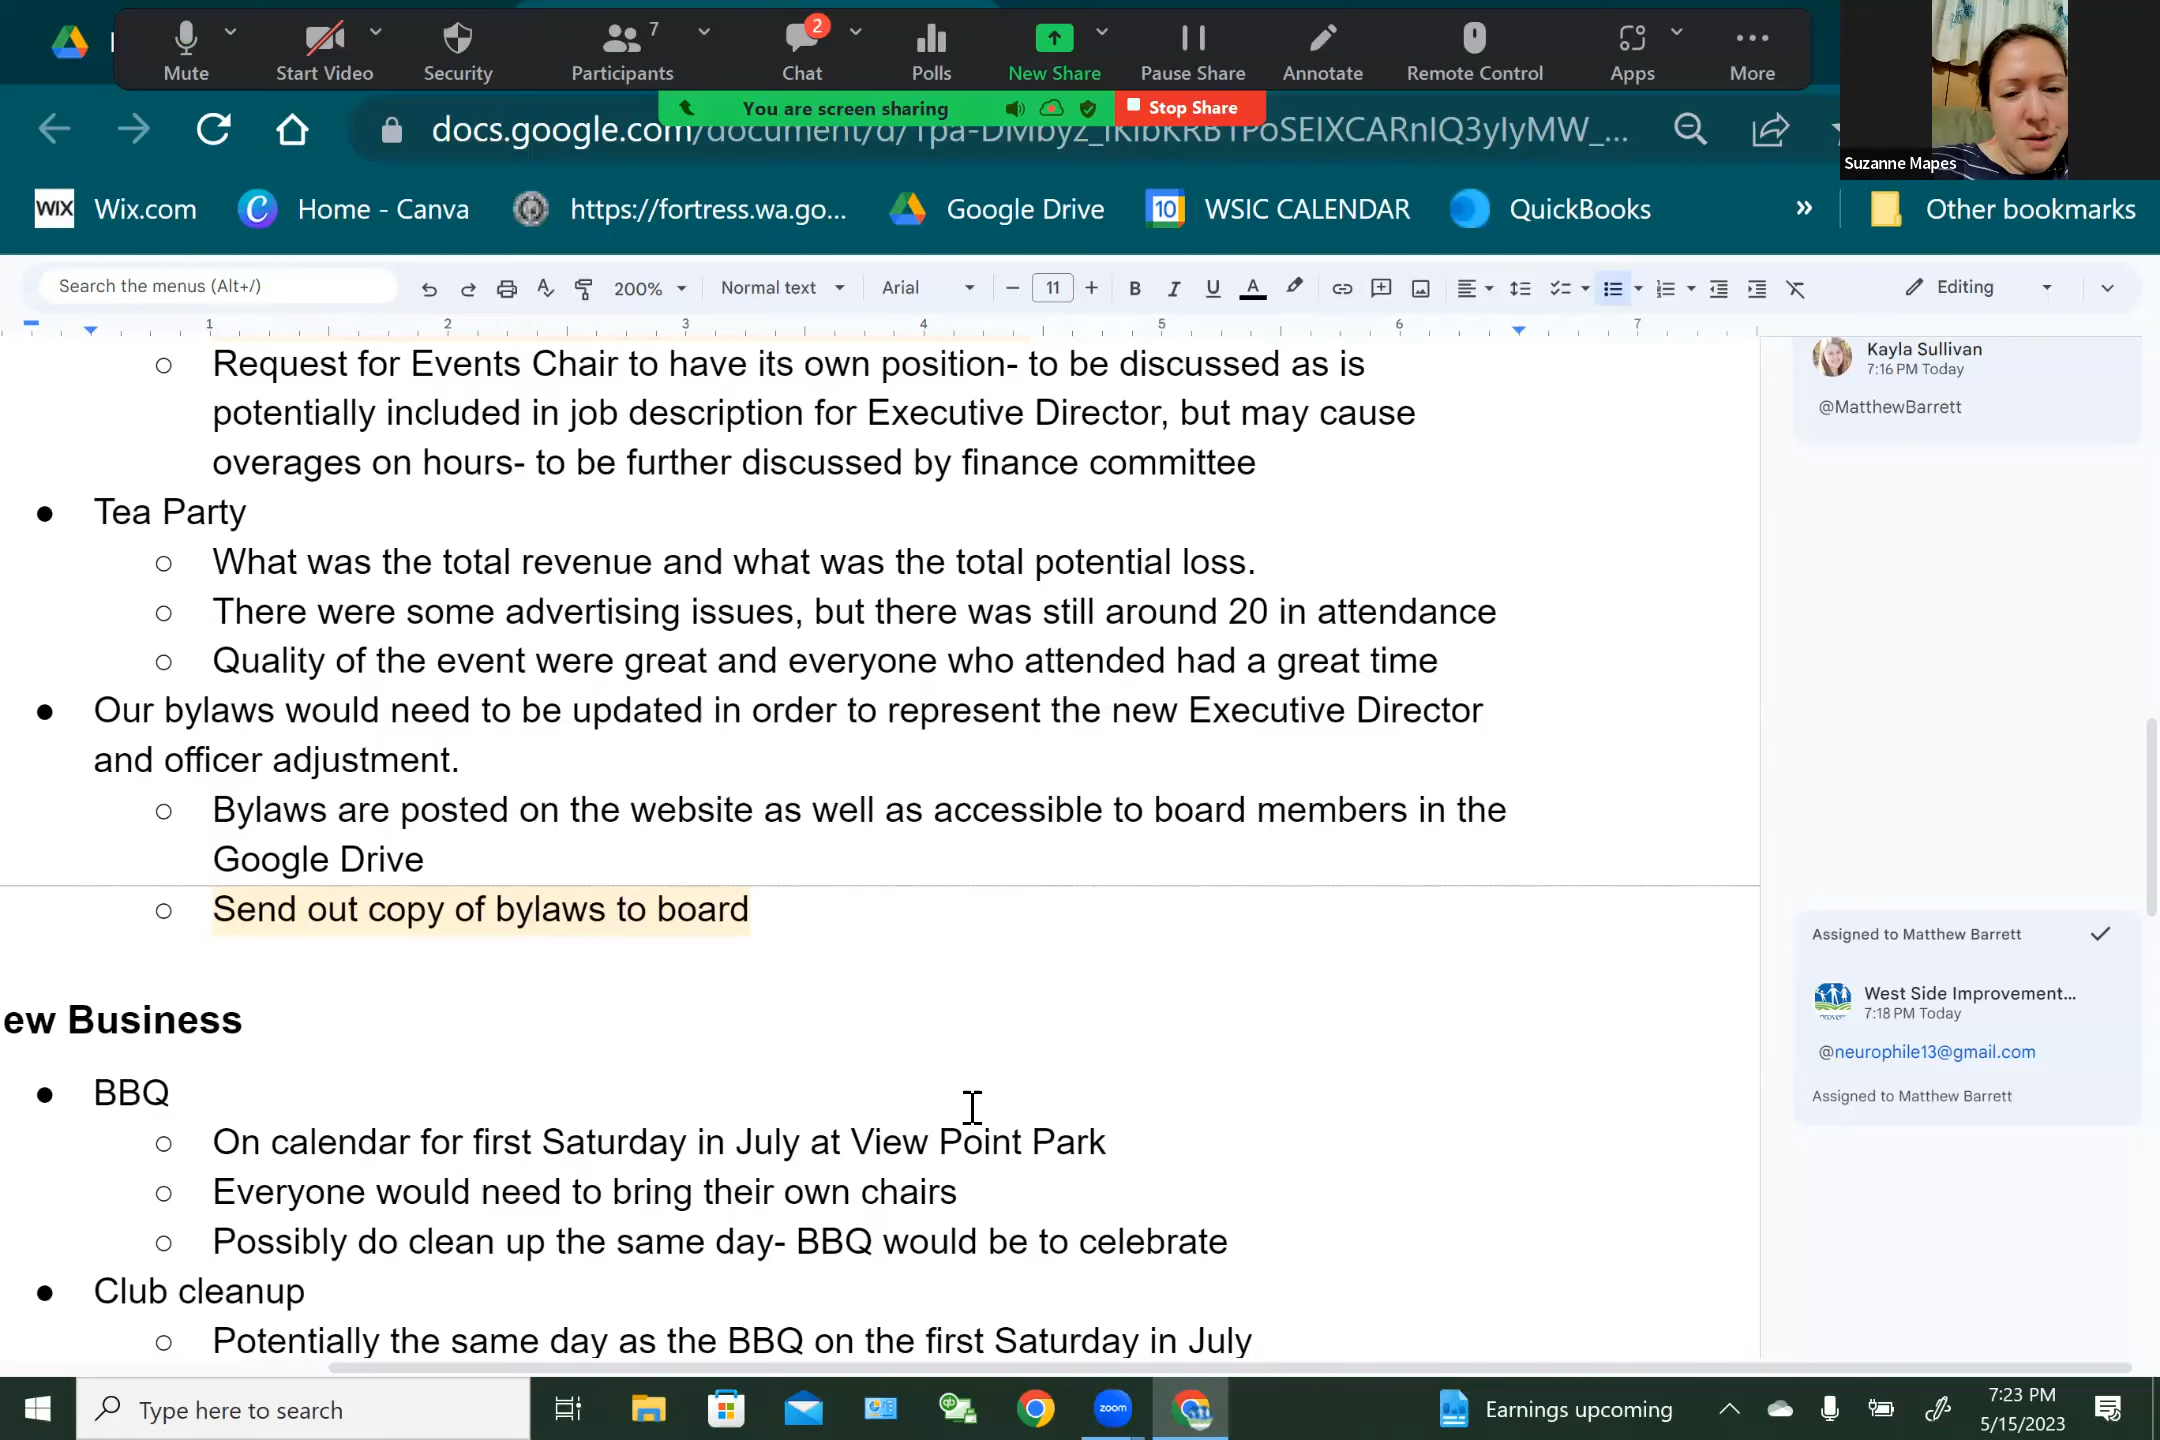 7
2
Mute
Start Video
Security
Participants
Chat
Polls
New Share
Pause Share
Annotate
Remote Control
Apps
More
You are screen sharing
Stop Share
Suzanne Mapes
WIX
Wix.com
Home - Canva
https://fortress.wa.go...
Google Drive
10
WSIC CALENDAR
QuickBooks
»
Other bookmarks
Search the menus (Alt+/)
200%
Normal text
Arial
11
B
I
U
A
Editing
1 2 3 4 5 6 7
Request for Events Chair to have its own position- to be discussed as is
potentially included in job description for Executive Director, but may cause
overages on hours- to be further discussed by finance committee
Tea Party
What was the total revenue and what was the total potential loss.
There were some advertising issues, but there was still around 20 in attendance
Quality of the event were great and everyone who attended had a great time
Our bylaws would need to be updated in order to represent the new Executive Director
and officer adjustment.
Bylaws are posted on the website as well as accessible to board members in the
Google Drive
Send out copy of bylaws to board
ew Business
BBQ
On calendar for first Saturday in July at View Point Park
Everyone would need to bring their own chairs
Possibly do clean up the same day- BBQ would be to celebrate
Club cleanup
Potentially the same day as the BBQ on the first Saturday in July
Kayla Sullivan
7:16 PM Today
@MatthewBarrett
Assigned to Matthew Barrett
West Side Improvement...
7:18 PM Today
@neurophile13@gmail.com
Assigned to Matthew Barrett
Type here to search
qb
zoom
Earnings upcoming
7:23 PM
5/15/2023